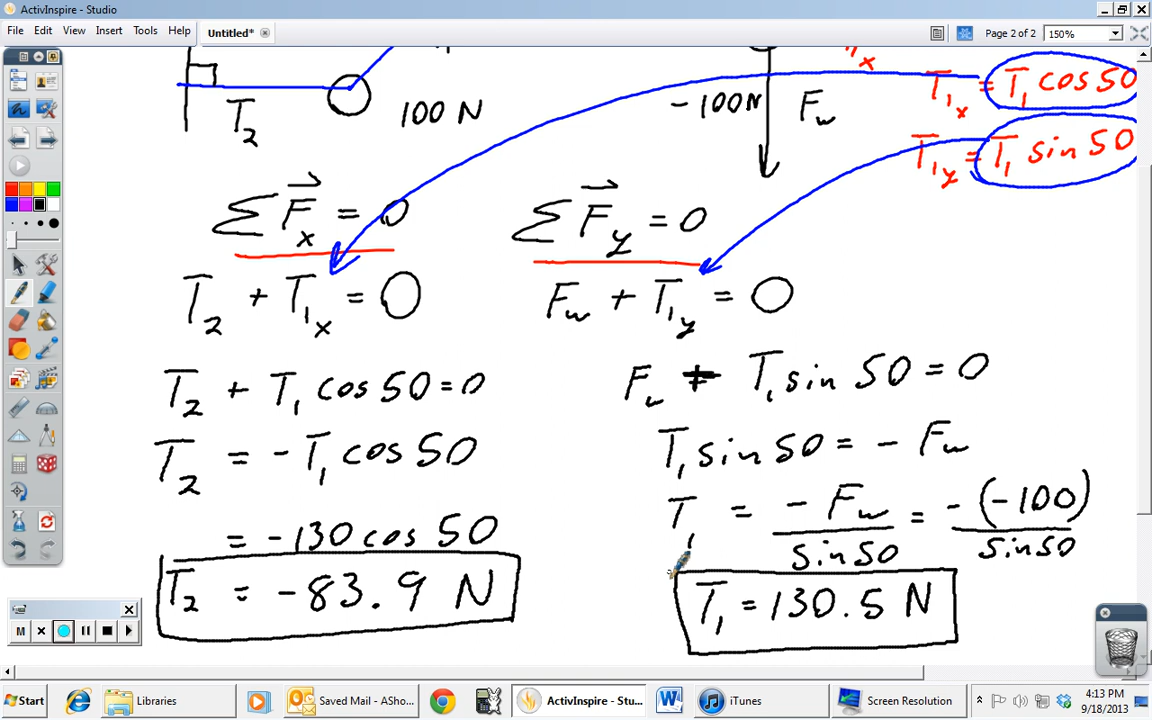 ActivInspire - Studio
File Edit View Insert Tools Help Untitled* Page 2 of 2 150%
T2 100 N
-100N Fw
x
T1x = T1 cos 50
T1y = T1 sin 50
∑Fx = 0
∑Fy = 0
T2 + T1x = 0
Fw + T1y = 0
T2 + T1 cos 50 = 0
Fw + T1 sin 50 = 0
T2 = -T1 cos 50
T1 sin 50 = - Fw
T1 = -Fw / sin 50 = -(-100) / sin 50
= -130 cos 50
T2 = -83.9 N
T1 = 130.5 N
M
Start Libraries Saved Mail - ASho... ActivInspire - Stu... iTunes Screen Resolution 4:13 PM
9/18/2013